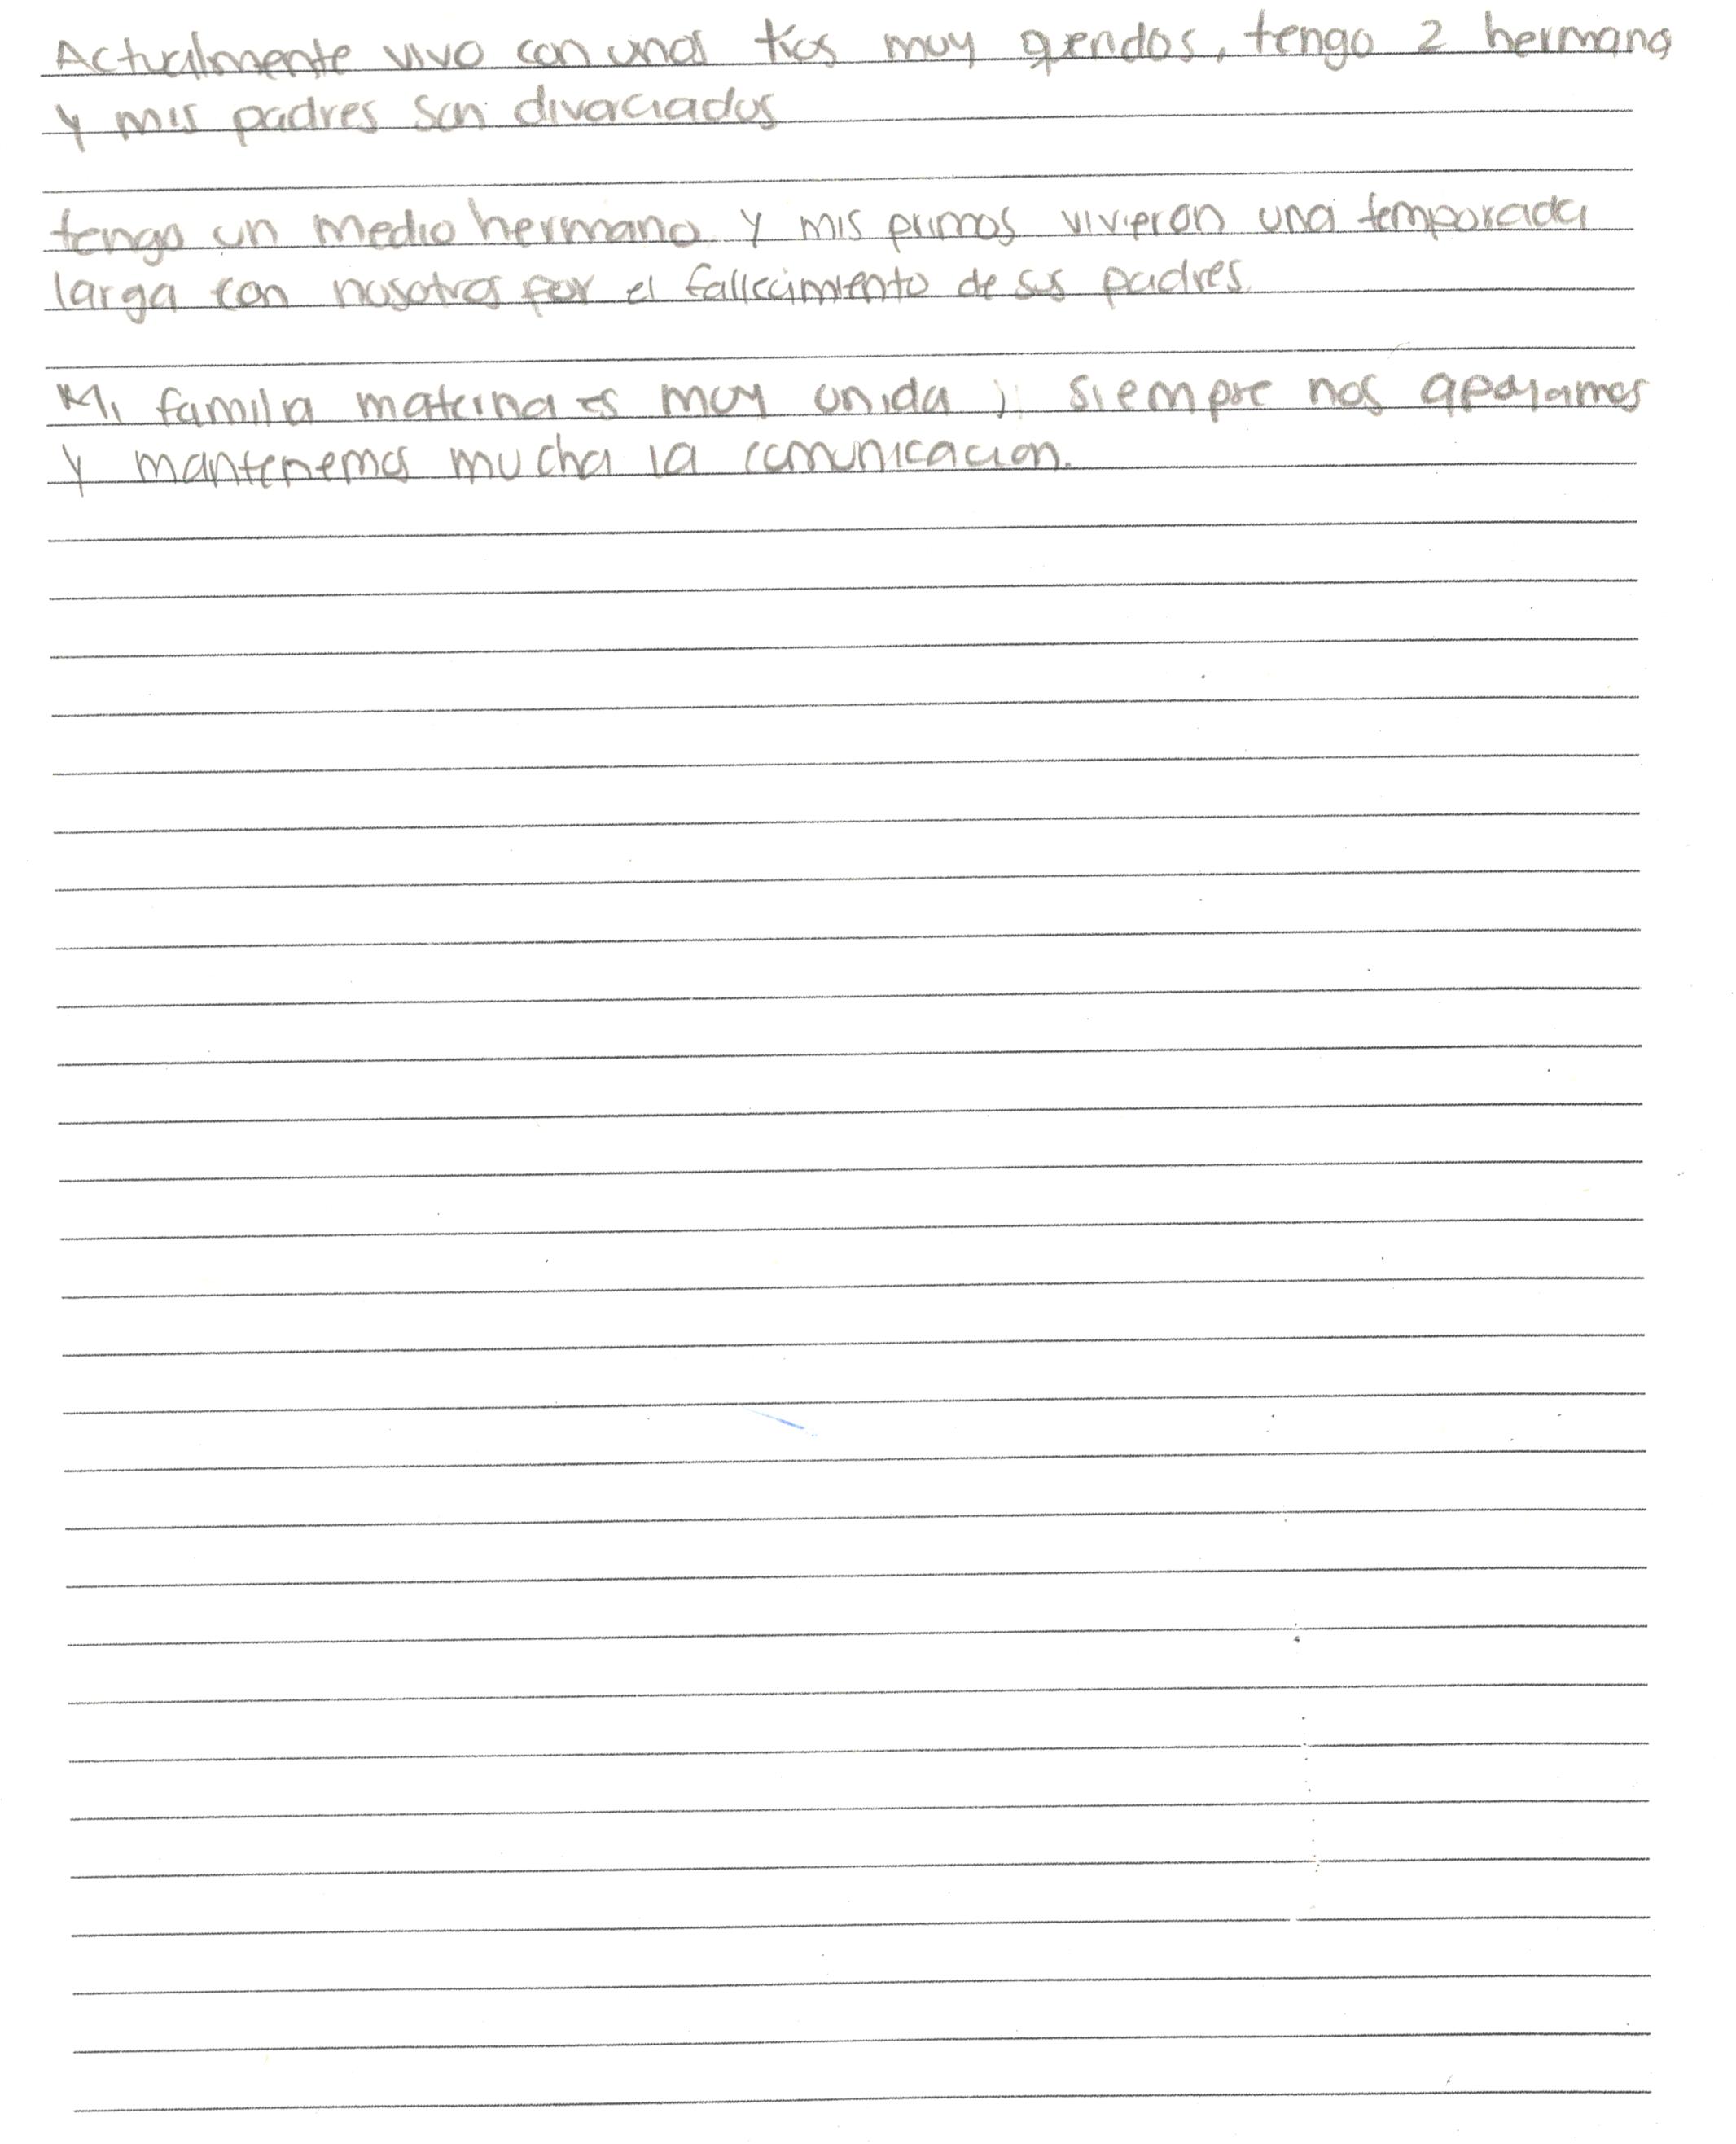 Actualmente vivo con unos tíos muy queridos, tengo 2 hermanos
y mis padres son divorciados
tengo un medio hermano y mis primos vivieron una temporada
larga con nosotros por el fallecimiento de sus padres.
Mi familia materna es muy unida ; siempre nos apoyamos
y mantenemos mucha la comunicacion.